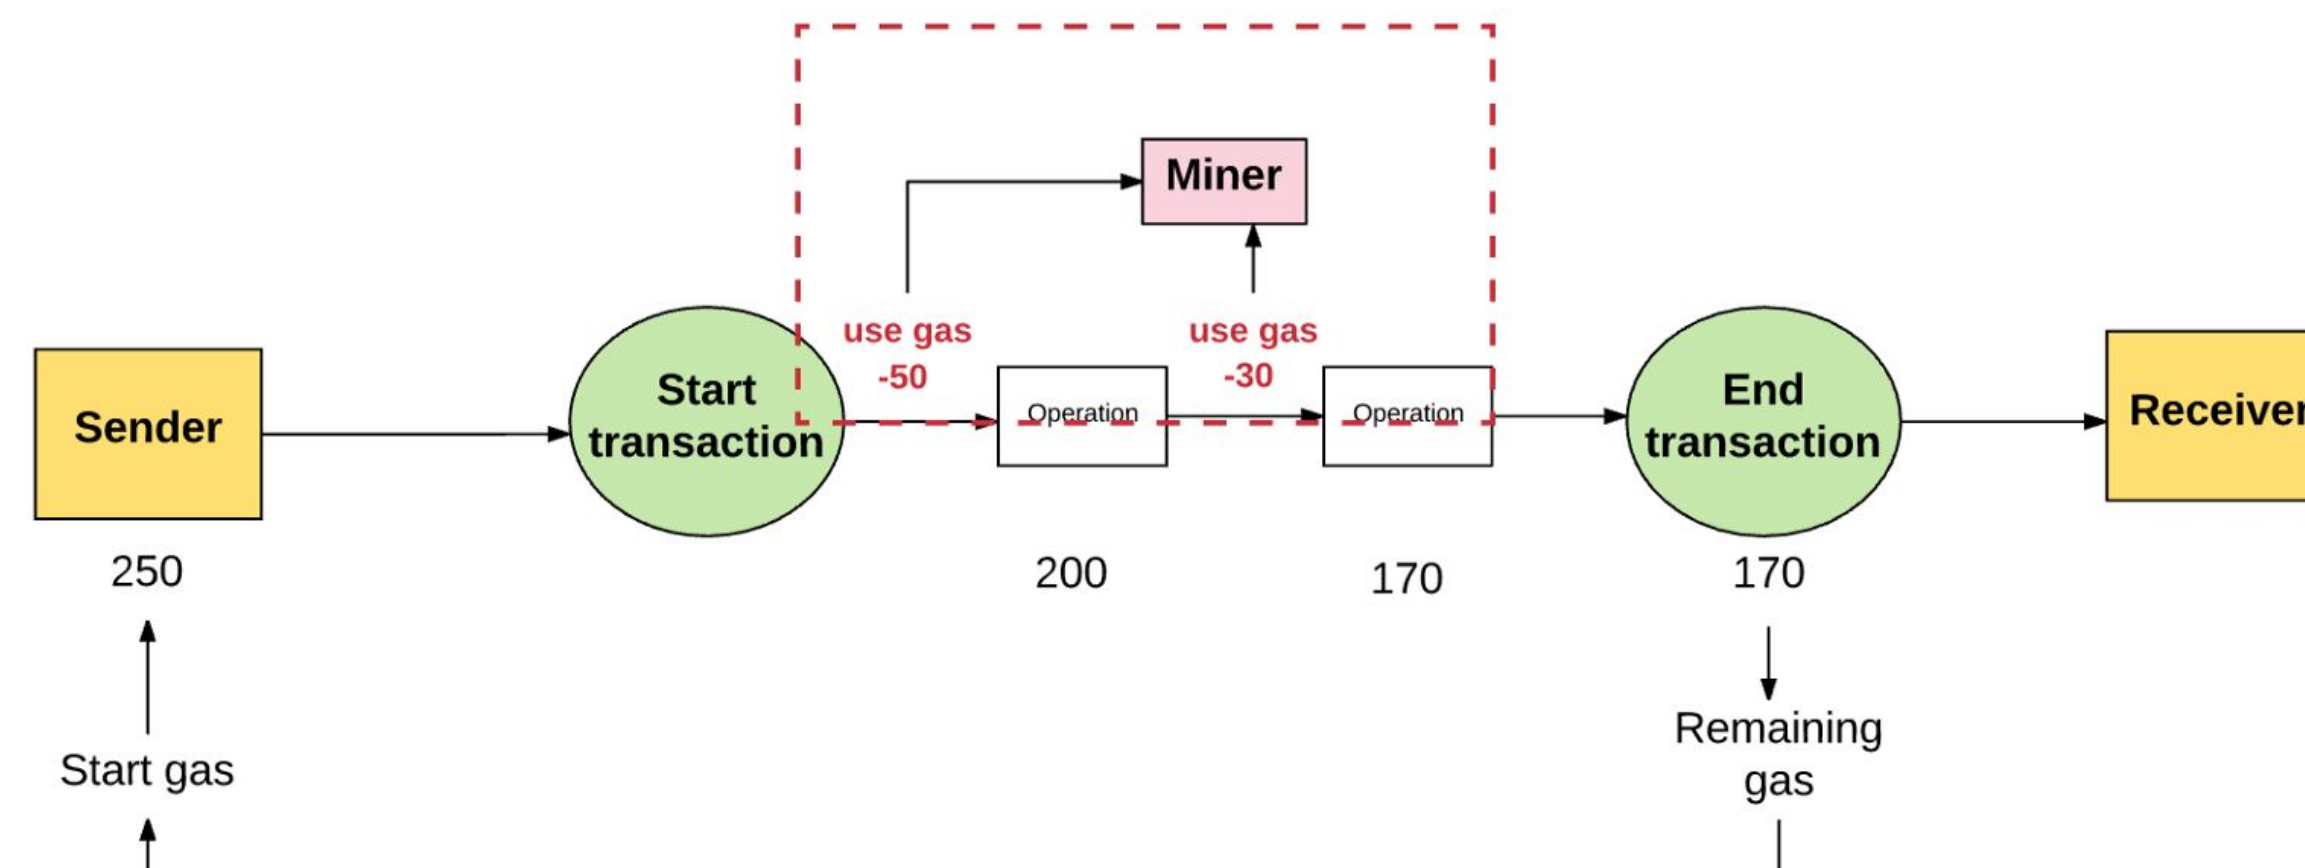 Miner
use gas
-50
use gas
-30
Sender
Start
transaction
Operation
Operation
End
transaction
Receiver
250
200
170
170
Start gas
Remaining
gas